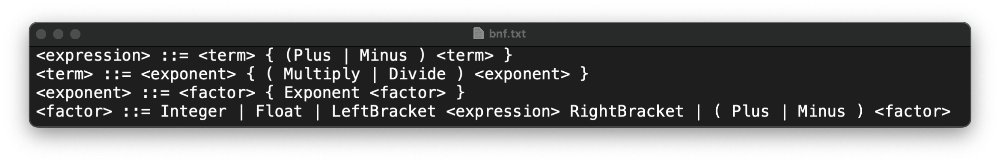 bnf.txt
<expression> ::= <term> { (Plus | Minus ) <term> }
<term> ::= <exponent> { ( Multiply | Divide ) <exponent> }
<exponent> ::= <factor> { Exponent <factor> }
<factor> ::= Integer | Float | LeftBracket <expression> RightBracket | ( Plus | Minus ) <factor>